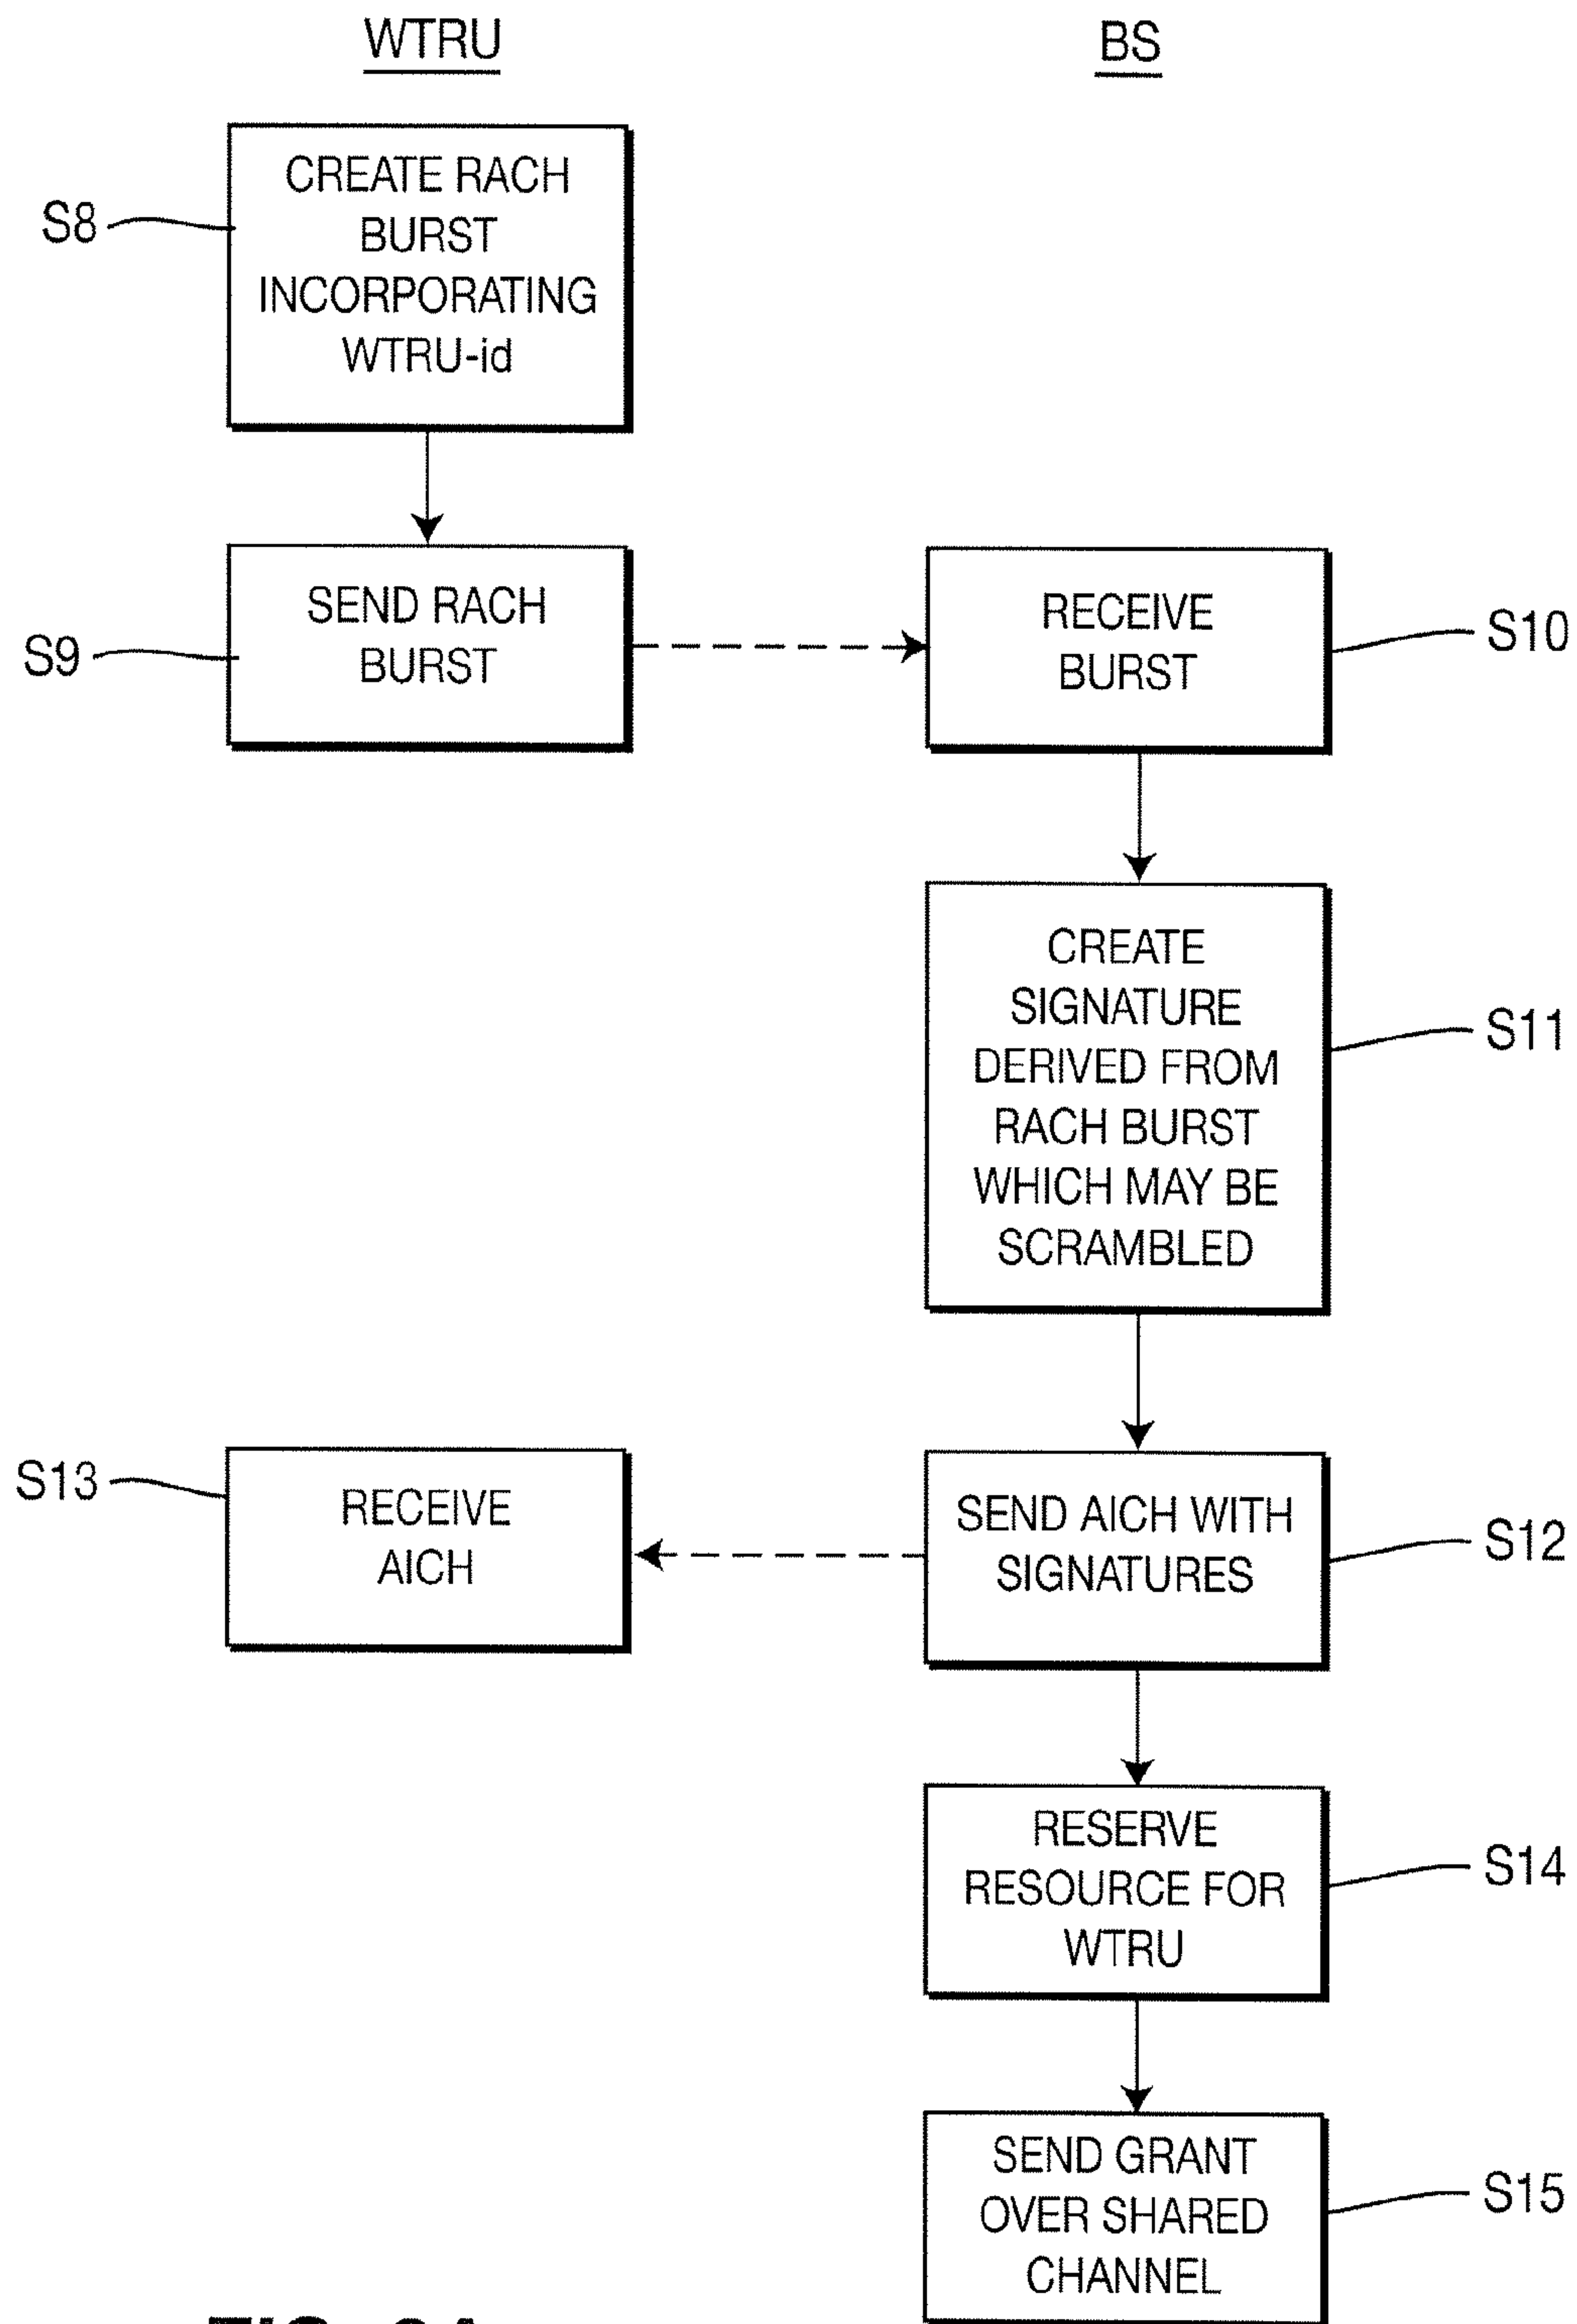 WTRU
BS
S8
CREATE RACH
BURST
INCORPORATING
WTRU-id
S9
SEND RACH
BURST
RECEIVE
BURST
S10
CREATE
SIGNATURE
DERIVED FROM
RACH BURST
WHICH MAY BE
SCRAMBLED
S11
S13
RECEIVE
AICH
SEND AICH WITH
SIGNATURES
S12
RESERVE
RESOURCE FOR
WTRU
S14
SEND GRANT
OVER SHARED
CHANNEL
S15